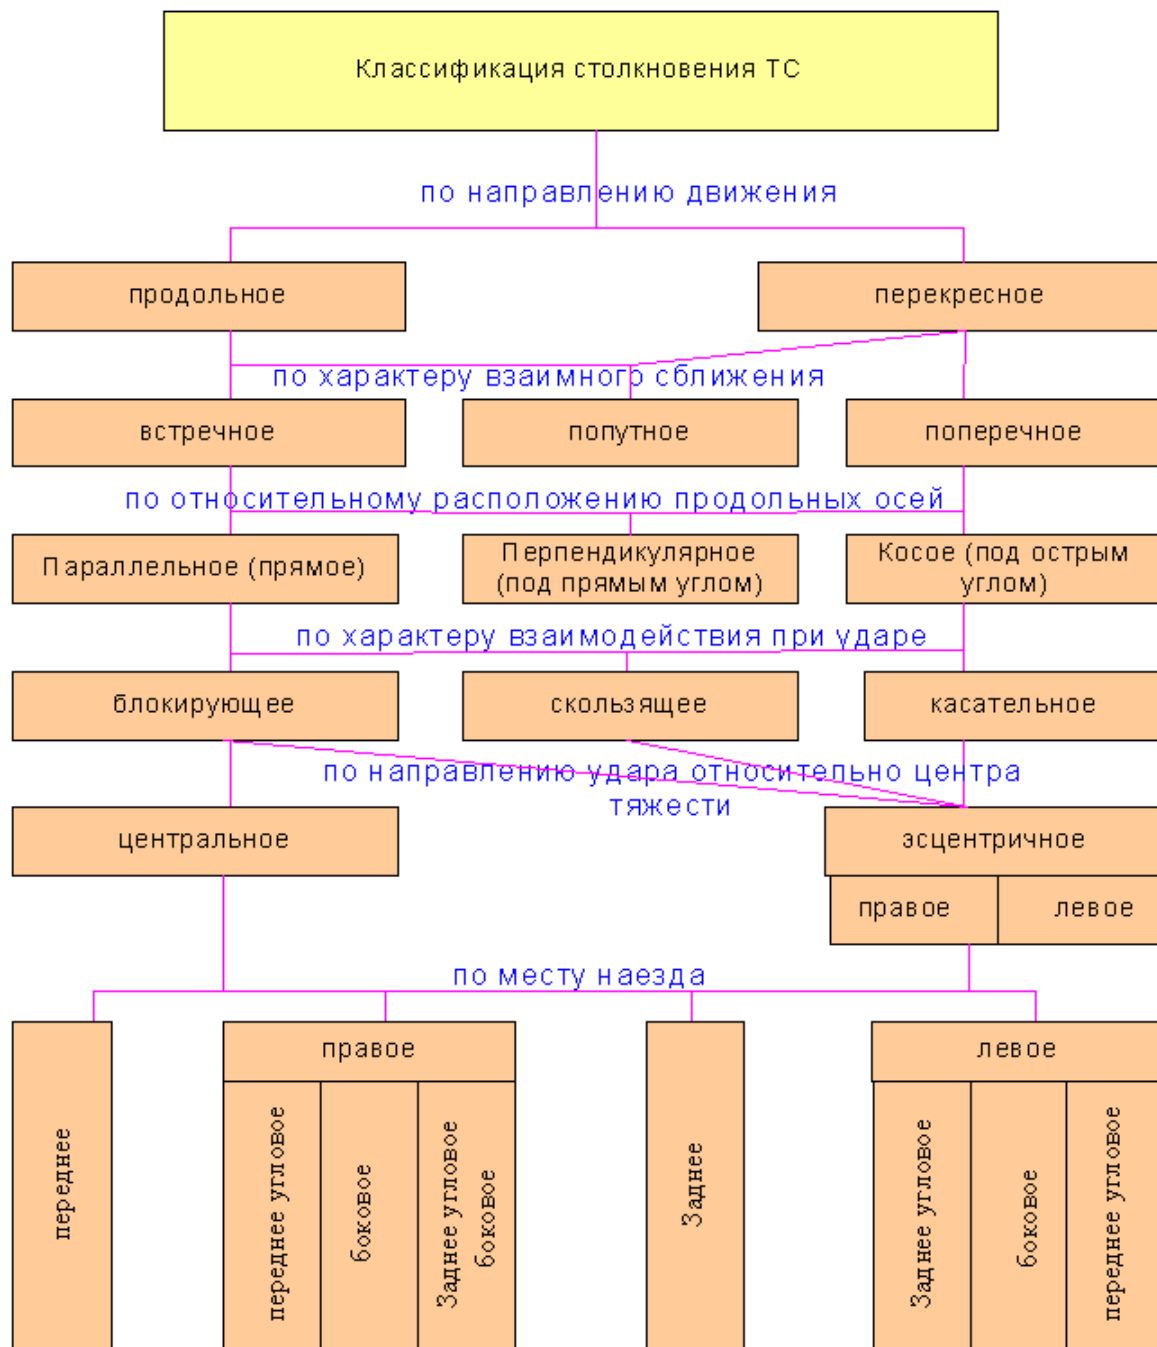 Классификация столкновения ТС
по направлению движения
продольное
перекресное
по характеру взаимного сближения
встречное
попутное
поперечное
по относительному расположению продольных осей
Параллельное (прямое)
Перпендикулярное
(под прямым углом)
Косое (под острым
углом)
по характеру взаимодействия при ударе
блокирующее
скользящее
касательное
по направлению удара относительно центра
тяжести
центральное
эсцентричное
правое
левое
по месту наезда
переднее
правое
переднее угловое
боковое
Заднее угловое
боковое
Заднее
левое
Заднее угловое
боковое
переднее угловое